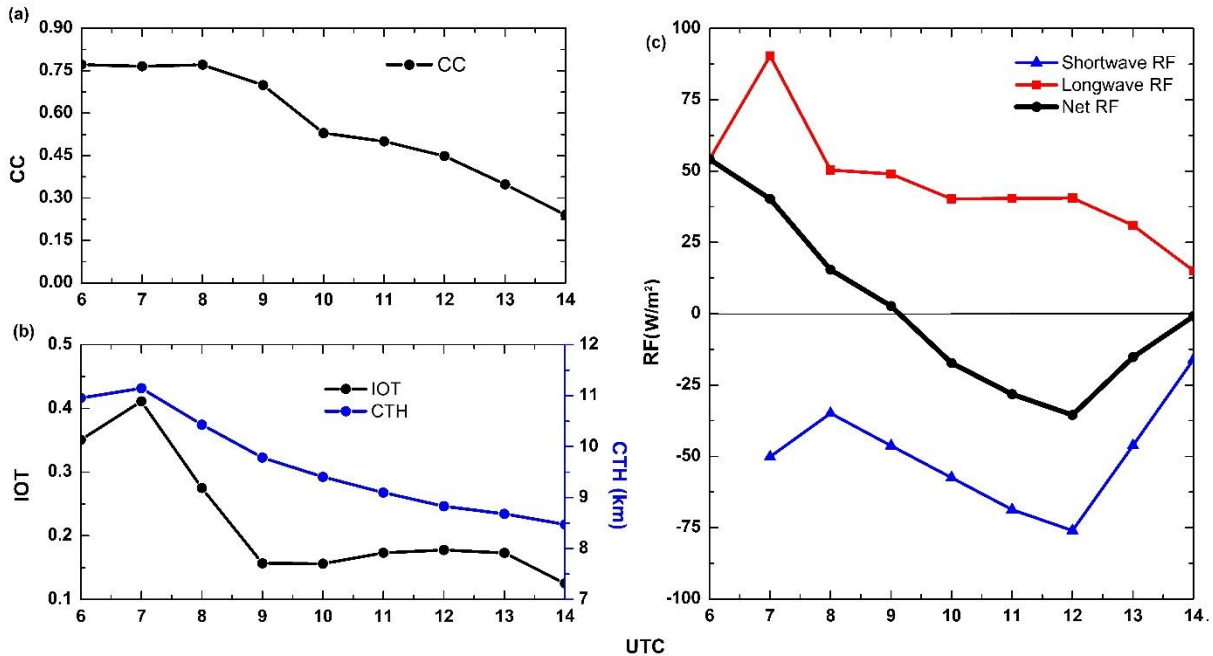 (a)
0.90
0.75
0.60
0.45
0.30
0.15
0.00
CC
CC
6 7 8 9 10 11 12 13 14
(b)
0.5
0.4
0.3
0.2
0.1
IOT
IOT
CTH
12
11
10
9
8
7
CTH (km)
6 7 8 9 10 11 12 13 14
(c)
100
75
50
25
0
-25
-50
-75
-100
RF(W/m²)
Shortwave RF
Longwave RF
Net RF
6 7 8 9 10 11 12 13 14.
UTC